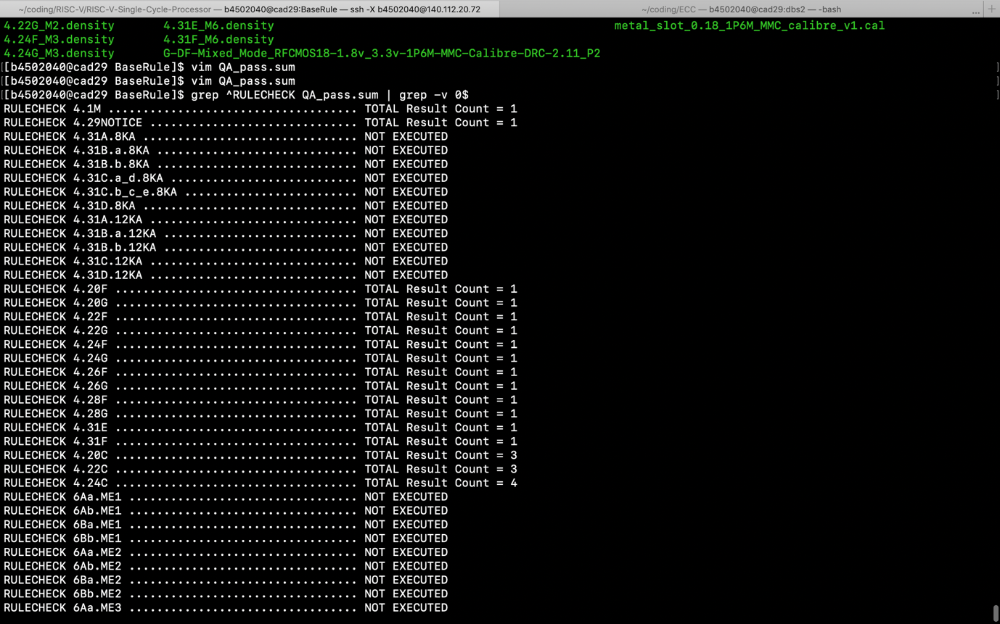 ~/coding/RISC-V/RISC-V-Single-Cycle-Processor — b4502040@cad29:BaseRule — ssh -X b4502040@140.112.20.72
~/coding/ECC — b4502040@cad29:dbs2 — -bash
... +
4.22G_M2.density 4.31E_M6.density metal_slot_0.18_1P6M_MMC_calibre_v1.cal
4.24F_M3.density 4.31F_M6.density
4.24G_M3.density G-DF-Mixed_Mode_RFCMOS18-1.8v_3.3v-1P6M-MMC-Calibre-DRC-2.11_P2
[[b4502040@cad29 BaseRule]$ vim QA_pass.sum ]
[[b4502040@cad29 BaseRule]$ vim QA_pass.sum ]
[[b4502040@cad29 BaseRule]$ grep ^RULECHECK QA_pass.sum | grep -v 0$ ]
RULECHECK 4.1M .................................... TOTAL Result Count = 1
RULECHECK 4.29NOTICE .............................. TOTAL Result Count = 1
RULECHECK 4.31A.8KA ............................... NOT EXECUTED
RULECHECK 4.31B.a.8KA ............................. NOT EXECUTED
RULECHECK 4.31B.b.8KA ............................. NOT EXECUTED
RULECHECK 4.31C.a_d.8KA ........................... NOT EXECUTED
RULECHECK 4.31C.b_c_e.8KA ......................... NOT EXECUTED
RULECHECK 4.31D.8KA ............................... NOT EXECUTED
RULECHECK 4.31A.12KA .............................. NOT EXECUTED
RULECHECK 4.31B.a.12KA ............................ NOT EXECUTED
RULECHECK 4.31B.b.12KA ............................ NOT EXECUTED
RULECHECK 4.31C.12KA .............................. NOT EXECUTED
RULECHECK 4.31D.12KA .............................. NOT EXECUTED
RULECHECK 4.20F ................................... TOTAL Result Count = 1
RULECHECK 4.20G ................................... TOTAL Result Count = 1
RULECHECK 4.22F ................................... TOTAL Result Count = 1
RULECHECK 4.22G ................................... TOTAL Result Count = 1
RULECHECK 4.24F ................................... TOTAL Result Count = 1
RULECHECK 4.24G ................................... TOTAL Result Count = 1
RULECHECK 4.26F ................................... TOTAL Result Count = 1
RULECHECK 4.26G ................................... TOTAL Result Count = 1
RULECHECK 4.28F ................................... TOTAL Result Count = 1
RULECHECK 4.28G ................................... TOTAL Result Count = 1
RULECHECK 4.31E ................................... TOTAL Result Count = 1
RULECHECK 4.31F ................................... TOTAL Result Count = 1
RULECHECK 4.20C ................................... TOTAL Result Count = 3
RULECHECK 4.22C ................................... TOTAL Result Count = 3
RULECHECK 4.24C ................................... TOTAL Result Count = 4
RULECHECK 6Aa.ME1 ................................. NOT EXECUTED
RULECHECK 6Ab.ME1 ................................. NOT EXECUTED
RULECHECK 6Ba.ME1 ................................. NOT EXECUTED
RULECHECK 6Bb.ME1 ................................. NOT EXECUTED
RULECHECK 6Aa.ME2 ................................. NOT EXECUTED
RULECHECK 6Ab.ME2 ................................. NOT EXECUTED
RULECHECK 6Ba.ME2 ................................. NOT EXECUTED
RULECHECK 6Bb.ME2 ................................. NOT EXECUTED
RULECHECK 6Aa.ME3 ................................. NOT EXECUTED